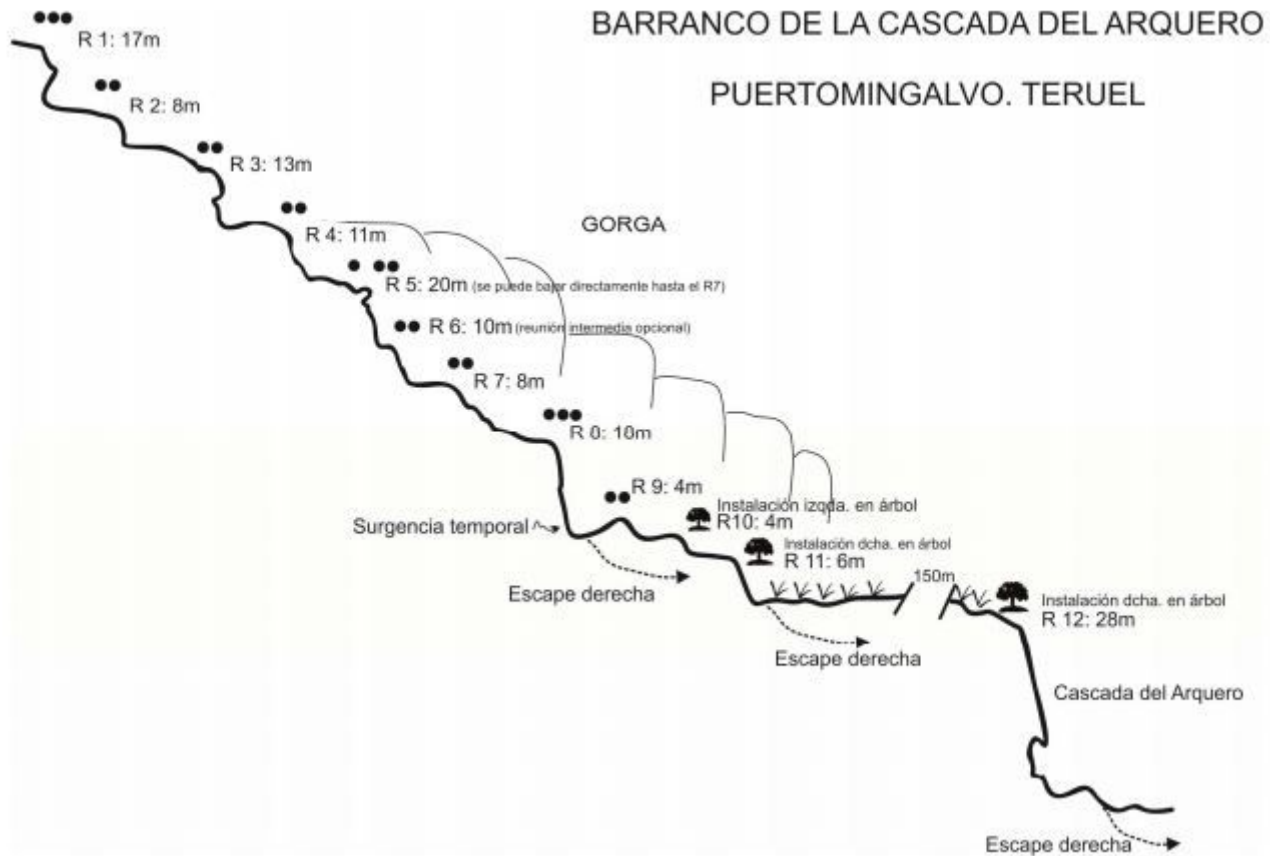 BARRANCO DE LA CASCADA DEL ARQUERO
PUERTOMINGALVO. TERUEL
R 1: 17m
R 2: 8m
R 3: 13m
R 4: 11m
GORGA
R 5: 20m (se puede bajar directamente hasta el R7)
R 6: 10m (reunión intermedia opcional)
R 7: 8m
R
R 9: 4m
Instalación izqda. en árbol
R10: 4m
Surgencia temporal
Instalación dcha. en árbol
R 11: 6m
150m
Escape derecha
Instalación dcha. en árbol
R 12: 28m
Escape derecha
Cascada del Arquero
Escape derecha